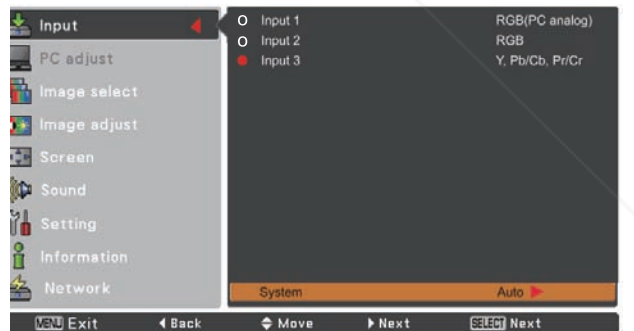 Input
PC adjust
Image select
Image adjust
Screen
Sound
Setting
Information
Network
Input 1 RGB(PC analog)
Input 2 RGB
Input 3 Y, Pb/Cb, Pr/Cr
System Auto
MENU Exit Back Move Next SELECT Next